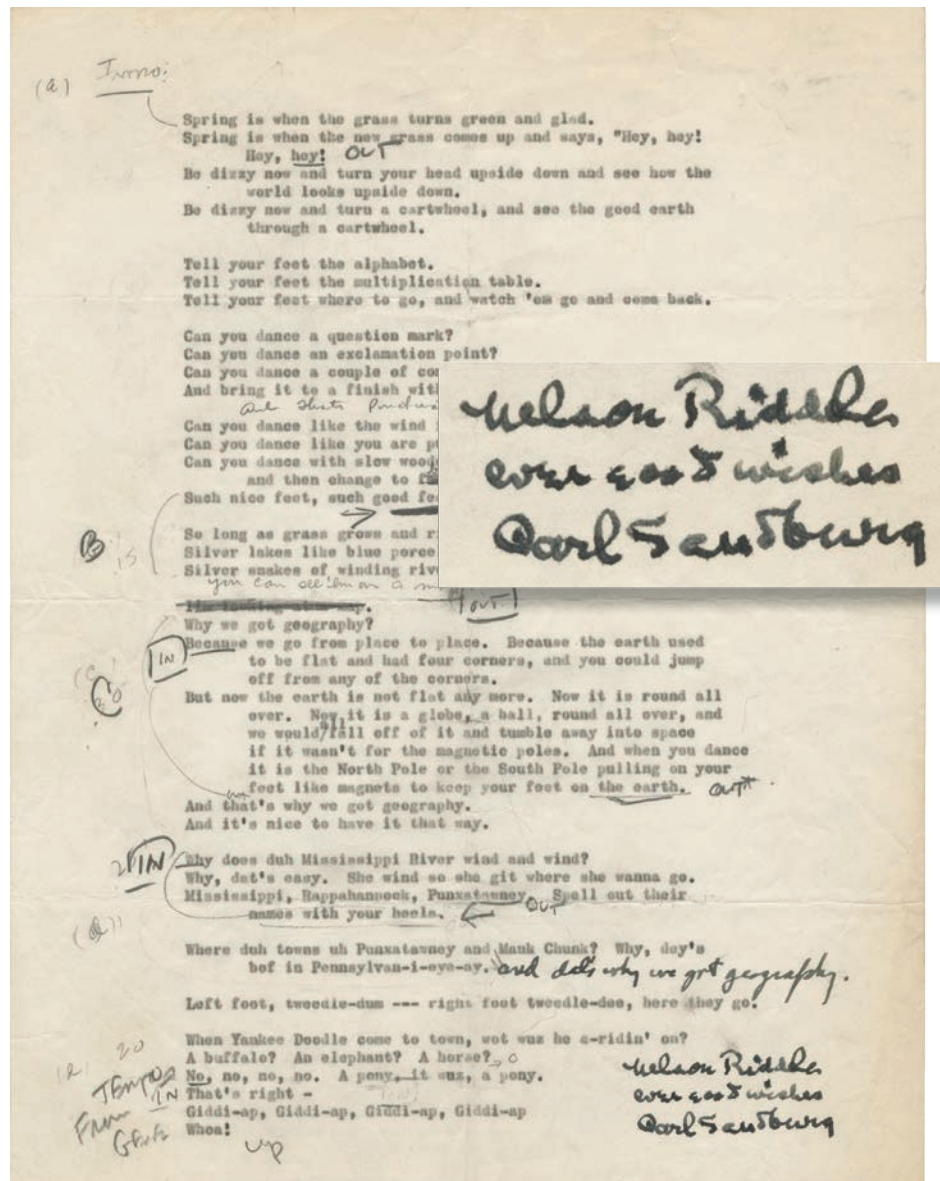 (a) Intro:
Spring is when the grass turns green and glad.
Spring is when the new grass comes up and says, "Hey, hey!
Hey, hey! OUT
Be dizzy now and turn your head upside down and see how the
world looks upside down.
Be dizzy now and turn a cartwheel, and see the good earth
through a cartwheel.
Tell your feet the alphabet.
Tell your feet the multiplication table.
Tell your feet where to go, and watch 'em go and come back.
Can you dance a question mark?
Can you dance an exclamation point?
Can you dance a couple of
And bring it to a finish with
Can you dance like the wind
Can you dance like you are
Can you dance with slow
and then change to
Such nice feet, such good
B
So long as grass grows and
Silver lakes like blue
Silver snakes of winding
you can see 'em on a
I'm looking at a map.
OUT
Why we got geography?
IN
Because we go from place to place. Because the earth used
to be flat and had four corners, and you could jump
off from any of the corners.
But now the earth is not flat any more. Now it is round all
over. Now it is a globe, a ball, round all over, and
we would all fall off of it and tumble away into space
if it wasn't for the magnetic poles. And when you dance
it is the North Pole or the South Pole pulling on your
feet like magnets to keep your feet on the earth. OUT
And that's why we got geography.
And it's nice to have it that way.
IN
Why does duh Mississippi River wind and wind?
Why, dat's easy. She wind so she git where she wanna go.
Mississippi, Rappahannock, Punxatawney OUT Spell out their
names with your heels.
(d)
Where duh towns uh Punxatawney and Mauk Chunk? Why, dey's
bof in Pennsylvan-i-eye-ay. and dat's why we got geography.
Left foot, tweedle-dum --- right foot tweedle-dee, here they go!
When Yankee Doodle come to town, wot wuz he a-ridin' on?
A buffalo? An elephant? A horse?
No, no, no, no. A pony, it wuz, a pony.
20
TEMPO
IN
That's right -
Giddi-ap, Giddi-ap, Giddi-ap, Giddi-ap
Whoa!
up
Nelson Riddle
ever good wishes
Carl Sandburg
Nelson Riddle
ever good wishes
Carl Sandburg